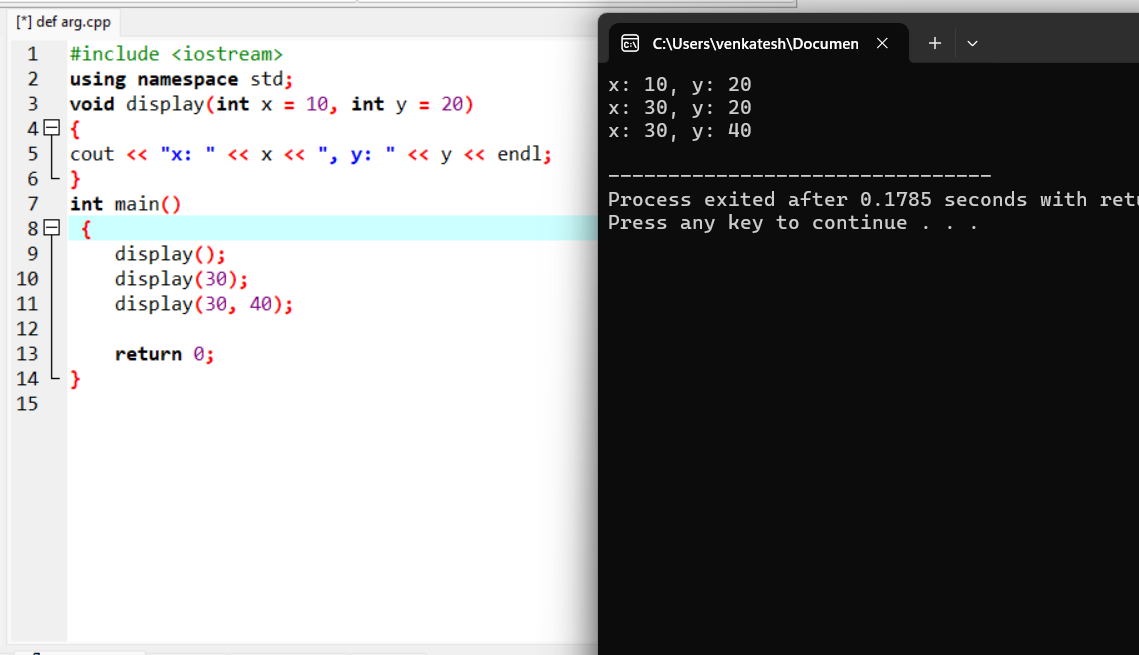 [*] def arg.cpp
1 #include <iostream>
2 using namespace std;
3 void display(int x = 10, int y = 20)
4 {
5 cout << "x: " << x << ", y: " << y << endl;
6 }
7 int main()
8 {
9 display();
10 display(30);
11 display(30, 40);
12
13 return 0;
14 }
15
C:\Users\venkatesh\Documen
x: 10, y: 20
x: 30, y: 20
x: 30, y: 40
--------------------------------
Process exited after 0.1785 seconds with retu
Press any key to continue . . .